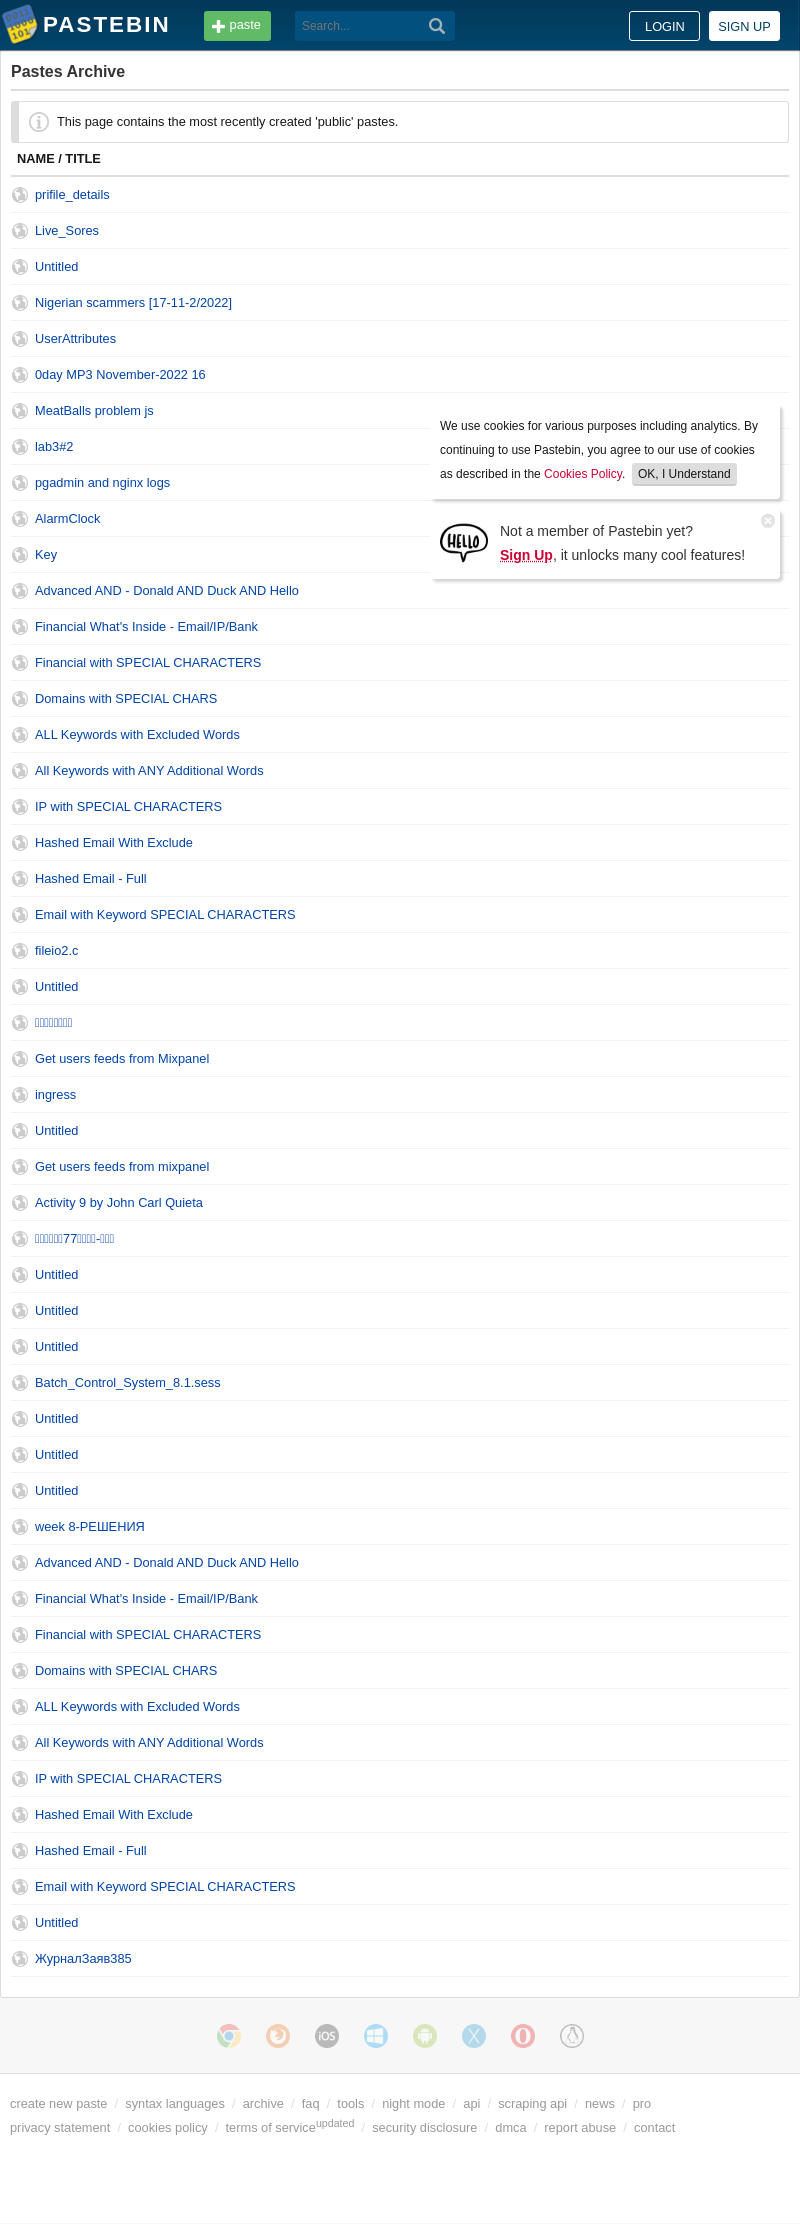 PASTEBIN paste Search... LOGIN SIGN UP
Pastes Archive
This page contains the most recently created 'public' pastes.
NAME / TITLE
prifile_details
Live_Sores
Untitled
Nigerian scammers [17-11-2/2022]
UserAttributes
0day MP3 November-2022 16
MeatBalls problem js
lab3#2
pgadmin and nginx logs
AlarmClock
Key
We use cookies for various purposes including analytics. By
continuing to use Pastebin, you agree to our use of cookies
as described in the Cookies Policy. OK, I Understand
HELLO
Not a member of Pastebin yet?
Sign Up, it unlocks many cool features!
Advanced AND - Donald AND Duck AND Hello
Financial What's Inside - Email/IP/Bank
Financial with SPECIAL CHARACTERS
Domains with SPECIAL CHARS
ALL Keywords with Excluded Words
All Keywords with ANY Additional Words
IP with SPECIAL CHARACTERS
Hashed Email With Exclude
Hashed Email - Full
Email with Keyword SPECIAL CHARACTERS
fileio2.c
Untitled
Get users feeds from Mixpanel
ingress
Untitled
Get users feeds from mixpanel
Activity 9 by John Carl Quieta
77 -
Untitled
Untitled
Untitled
Batch_Control_System_8.1.sess
Untitled
Untitled
Untitled
week 8-РЕШЕНИЯ
Advanced AND - Donald AND Duck AND Hello
Financial What's Inside - Email/IP/Bank
Financial with SPECIAL CHARACTERS
Domains with SPECIAL CHARS
ALL Keywords with Excluded Words
All Keywords with ANY Additional Words
IP with SPECIAL CHARACTERS
Hashed Email With Exclude
Hashed Email - Full
Email with Keyword SPECIAL CHARACTERS
Untitled
ЖурналЗаяв385
iOS
create new paste / syntax languages / archive / faq / tools / night mode / api / scraping api / news / pro
privacy statement / cookies policy / terms of service updated / security disclosure / dmca / report abuse / contact